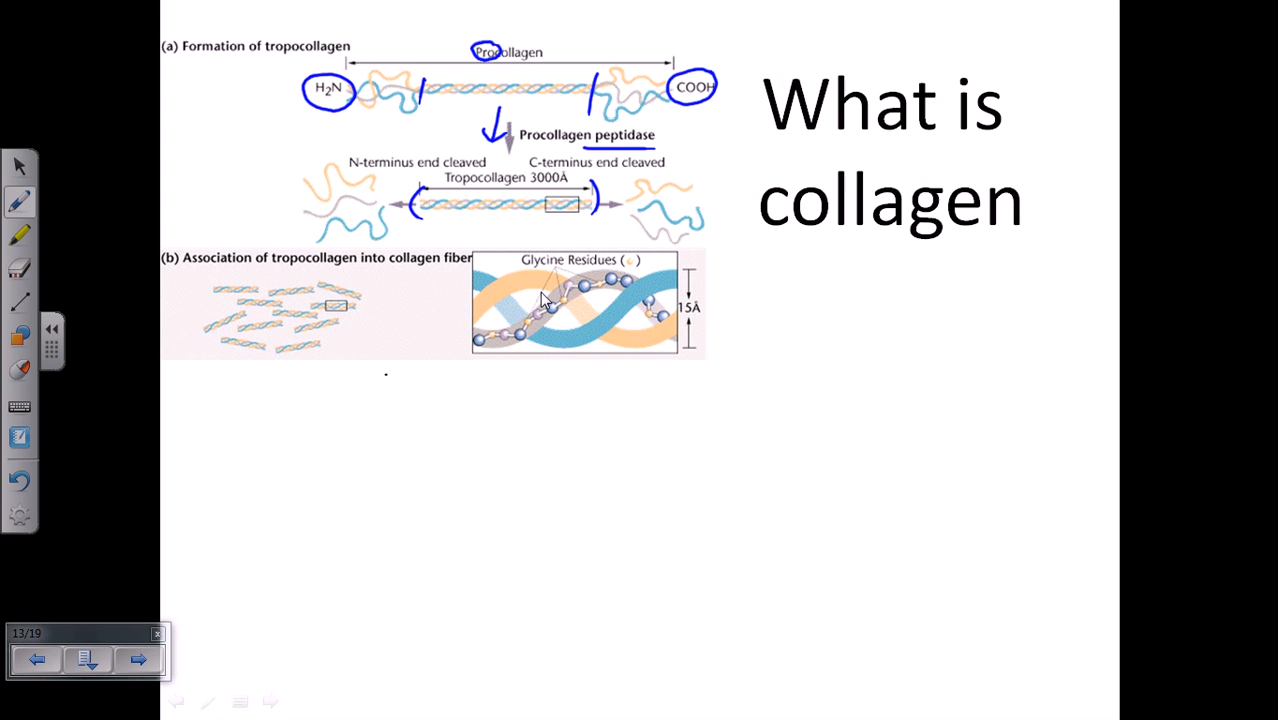 (a) Formation of tropocollagen
Procollagen
H₂N
COOH
Procollagen peptidase
N-terminus end cleaved
C-terminus end cleaved
Tropocollagen 3000Å
(b) Association of tropocollagen into collagen fiber
Glycine Residues ( )
15Å
What is
collagen
13/19